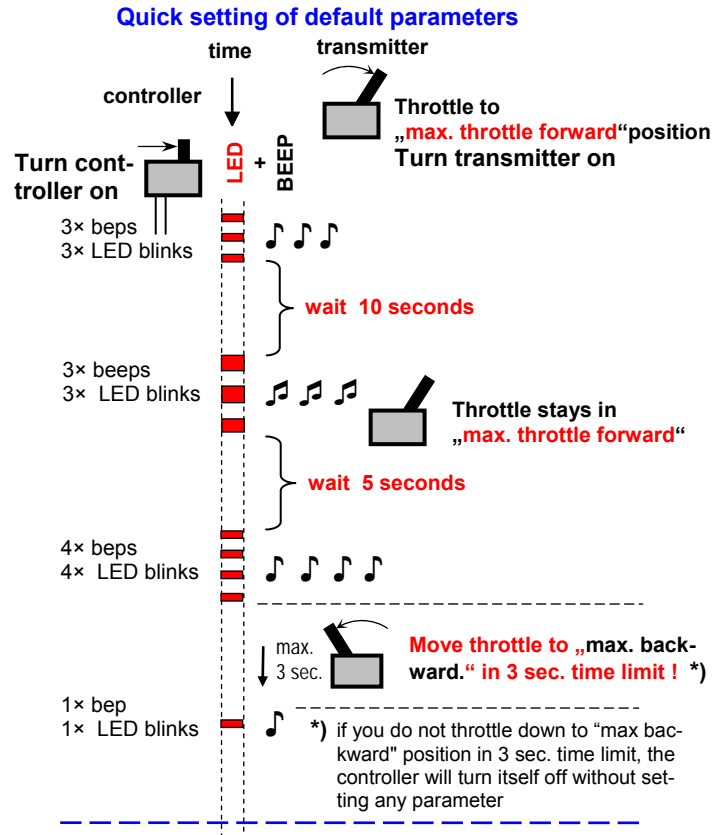 Quick setting of default parameters
time
transmitter
controller
Throttle to
„max. throttle forward“position
Turn transmitter on
Turn cont-
troller on
LED + BEEP
3× beps
3× LED blinks
wait 10 seconds
3× beeps
3× LED blinks
Throttle stays in
„max. throttle forward“
wait 5 seconds
4× beps
4× LED blinks
max.
3 sec.
Move throttle to „max. back-
ward.“ in 3 sec. time limit ! *)
1× bep
1× LED blinks
*) if you do not throttle down to “max bac-
kward" position in 3 sec. time limit, the
controller will turn itself off without set-
ting any parameter